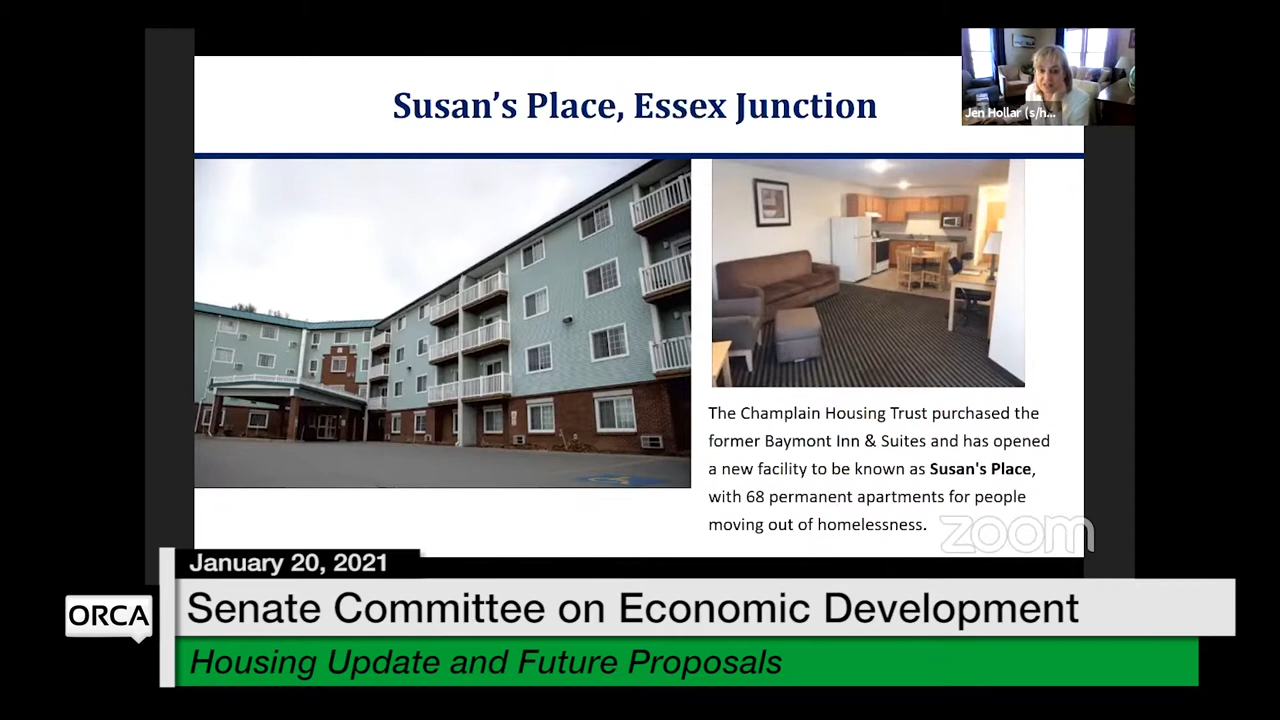 Susan's Place, Essex Junction
Jen Hollar (s/h...
The Champlain Housing Trust purchased the
former Baymont Inn & Suites and has opened
a new facility to be known as Susan's Place,
with 68 permanent apartments for people
moving out of homelessness.
zoom
January 20, 2021
ORCA
Senate Committee on Economic Development
Housing Update and Future Proposals